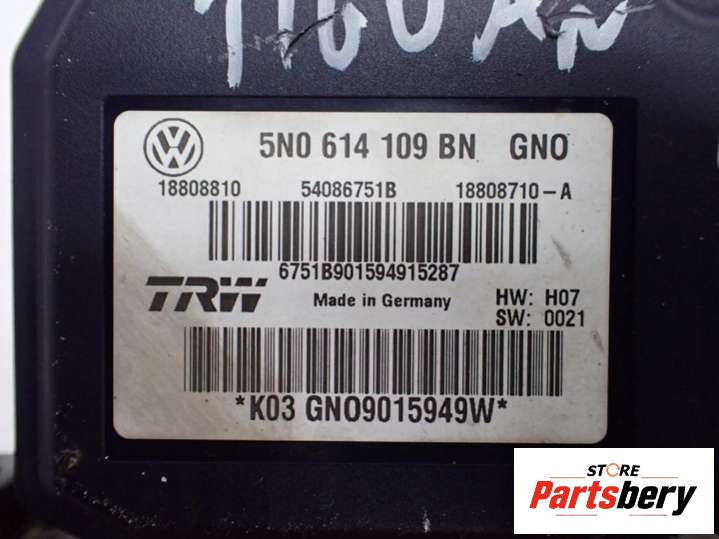 TIGUAN
5N0 614 109 BN GNO
18808810 54086751B 18808710-A
6751B901594915287
TRW Made in Germany HW: H07
SW: 0021
*K03 GNO9015949W*
STORE
Partsbery